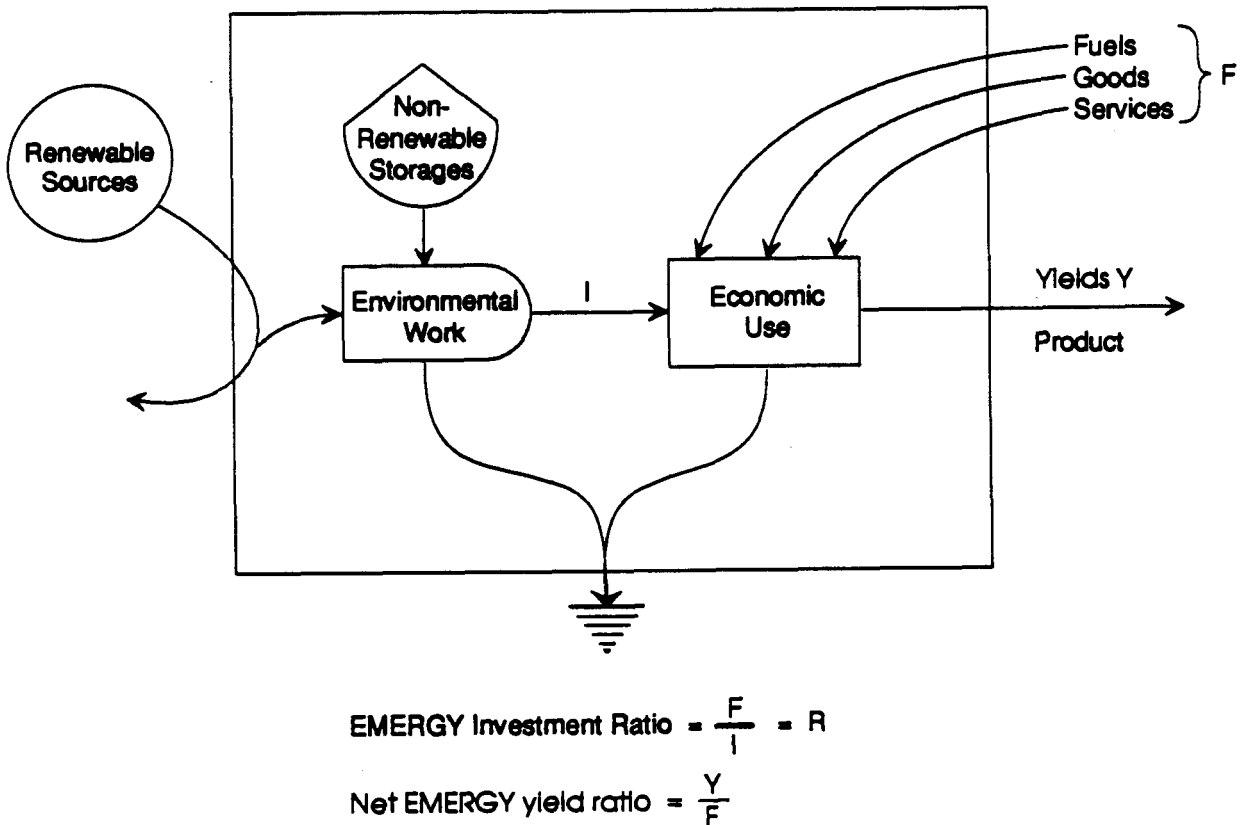 Fuels
Goods
Services
F
Renewable
Sources
Non-
Renewable
Storages
Environmental
Work
I
Economic
Use
Yields Y
Product
EMERGY Investment Ratio = F/I = R
Net EMERGY yield ratio = Y/F